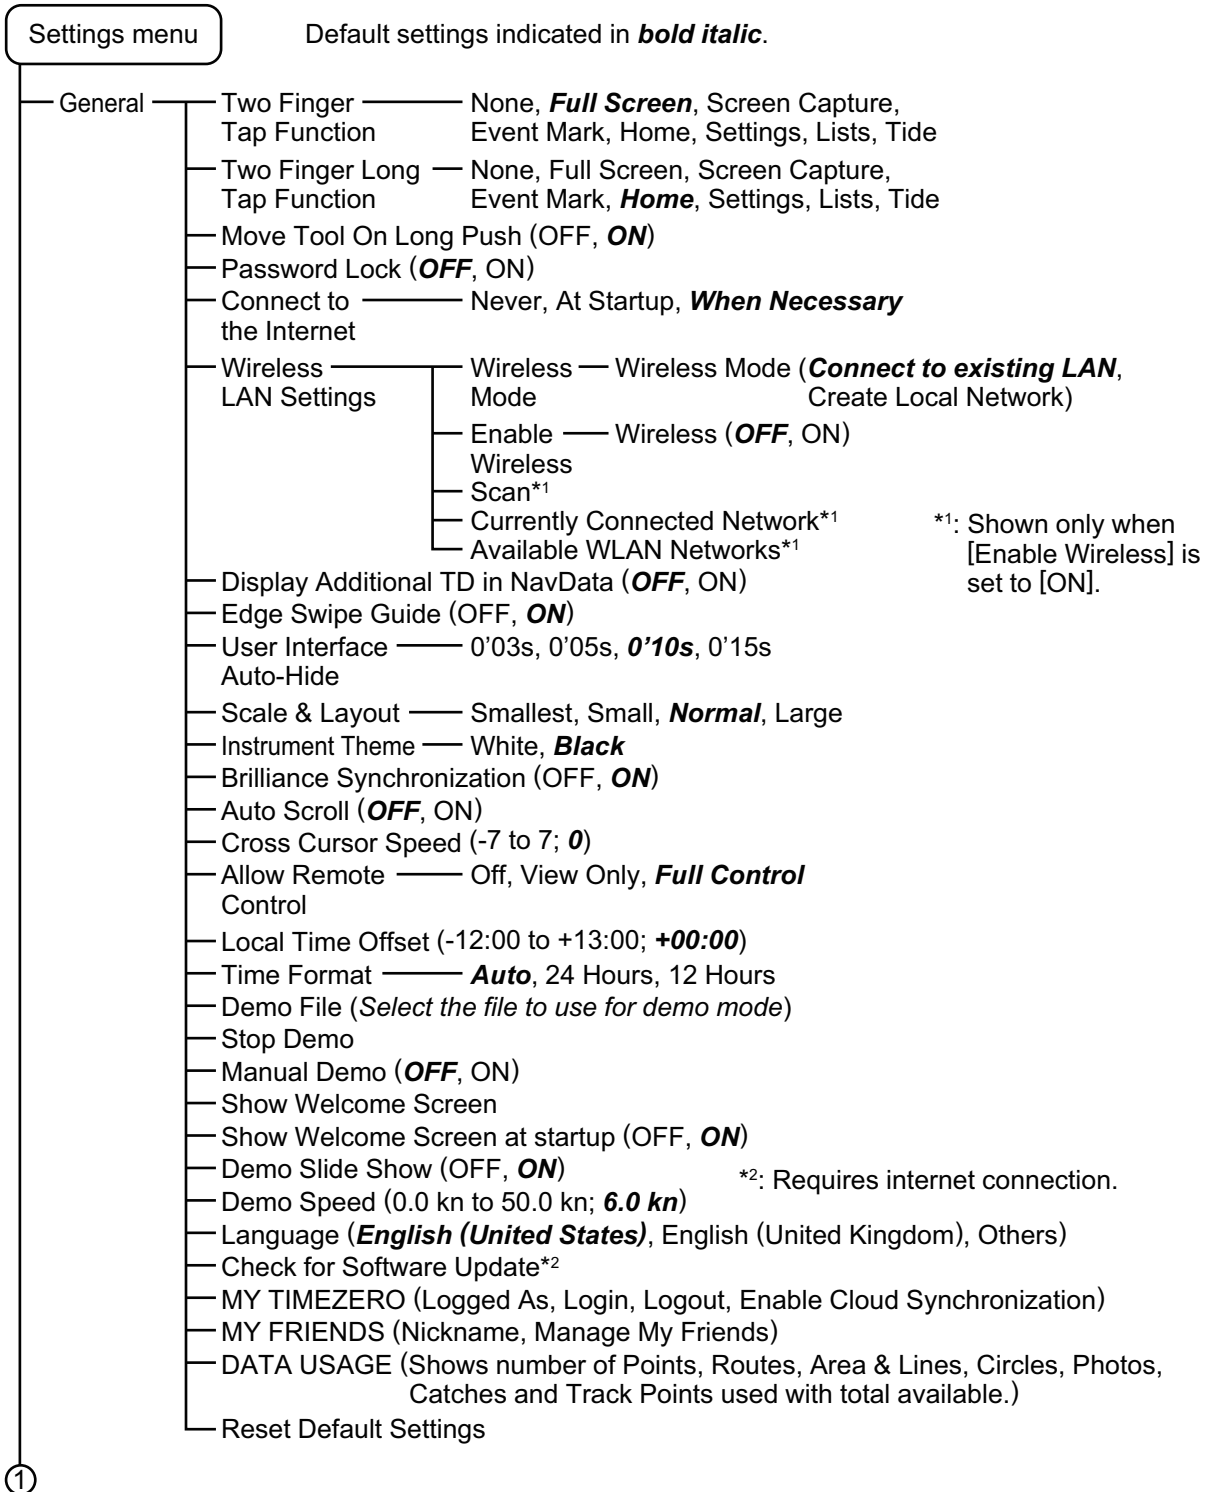 Settings menu
Default settings indicated in bold italic.
General
Two Finger
Tap Function
None, Full Screen, Screen Capture,
Event Mark, Home, Settings, Lists, Tide
Two Finger Long
Tap Function
None, Full Screen, Screen Capture,
Event Mark, Home, Settings, Lists, Tide
Move Tool On Long Push (OFF, ON)
Password Lock (OFF, ON)
Connect to
the Internet
Never, At Startup, When Necessary
Wireless
LAN Settings
Wireless
Mode
Wireless Mode (Connect to existing LAN,
Create Local Network)
Enable
Wireless
Wireless (OFF, ON)
Scan*1
Currently Connected Network*1
Available WLAN Networks*1
*1: Shown only when
[Enable Wireless] is
set to [ON].
Display Additional TD in NavData (OFF, ON)
Edge Swipe Guide (OFF, ON)
User Interface
Auto-Hide
0’03s, 0’05s, 0’10s, 0’15s
Scale & Layout
Smallest, Small, Normal, Large
Instrument Theme
White, Black
Brilliance Synchronization (OFF, ON)
Auto Scroll (OFF, ON)
Cross Cursor Speed (-7 to 7; 0)
Allow Remote
Control
Off, View Only, Full Control
Local Time Offset (-12:00 to +13:00; +00:00)
Time Format
Auto, 24 Hours, 12 Hours
Demo File (Select the file to use for demo mode)
Stop Demo
Manual Demo (OFF, ON)
Show Welcome Screen
Show Welcome Screen at startup (OFF, ON)
Demo Slide Show (OFF, ON)
*2: Requires internet connection.
Demo Speed (0.0 kn to 50.0 kn; 6.0 kn)
Language (English (United States), English (United Kingdom), Others)
Check for Software Update*2
MY TIMEZERO (Logged As, Login, Logout, Enable Cloud Synchronization)
MY FRIENDS (Nickname, Manage My Friends)
DATA USAGE (Shows number of Points, Routes, Area & Lines, Circles, Photos,
Catches and Track Points used with total available.)
Reset Default Settings
1